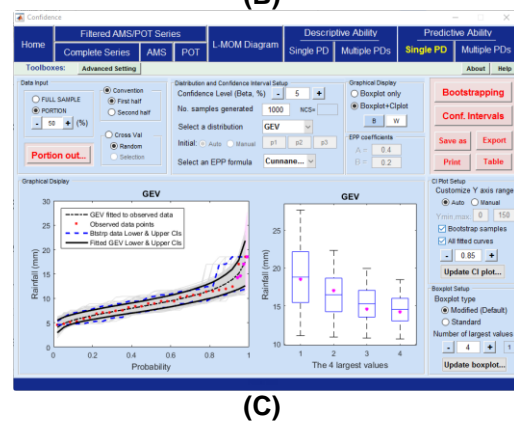 (B)
Confidence
Home
Filtered AMS/POT Series
Complete Series AMS POT
L-MOM Diagram
Descriptive Ability
Single PD Multiple PDs
Predictive Ability
Single PD Multiple PDs
Toolboxes: Advanced Setting
About Help
Data Input
FULL SAMPLE
PORTION
- 50 + (%)
Portion out...
Convention
First half
Second half
Cross Val
Random
Selection
Distribution and Confidence Interval Setup
Confidence Level (Beta, %) - 5 +
No. samples generated 1000 NCS=
Select a distribution GEV
Initial: Auto Manual p1 p2 p3
Select an EPP formula Cunnane...
Graphical Display
Boxplot only
Boxplot+CIplot
B W
EPP coefficients
A = 0.4
B = 0.2
Bootstrapping
Conf. Intervals
Save as Export
Print Table
Graphical Display
GEV
30
25
20
15
10
5
0
Rainfall (mm)
GEV fitted to observed data
Observed data points
Btstrp data Lower & Upper CIs
Fitted GEV Lower & Upper CIs
0 0.2 0.4 0.6 0.8 1
Probability
GEV
25
20
15
10
Rainfall (mm)
1 2 3 4
The 4 largest values
CI Plot Setup
Customize Y axis range
Auto Manual
Ymin,max: 0 150
Bootstrap samples
All fitted curves
- 0.85 +
Update CI plot...
Boxplot Setup
Boxplot type
Modified (Default)
Standard
Number of largest values
- 4 + 1
Update boxplot...
(C)